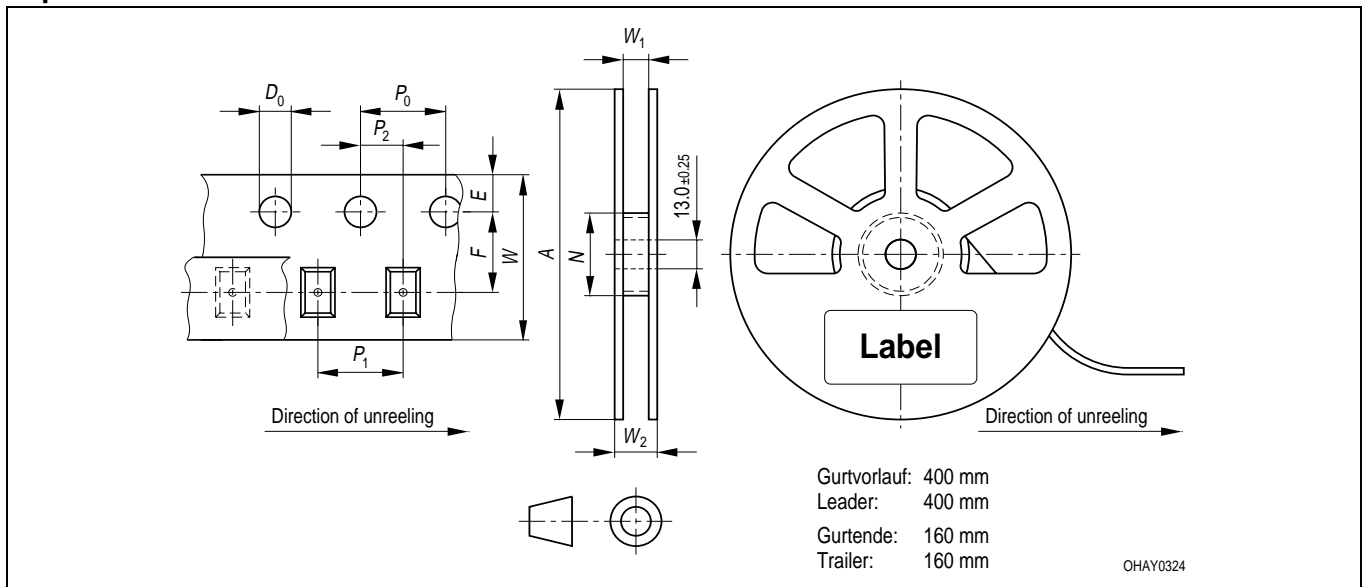 W1
D0
P0
P2
E
F
W
A
N
13.0 ±0.25
P1
Label
Direction of unreeling
W2
Direction of unreeling
Gurtvorlauf: 400 mm
Leader: 400 mm
Gurtende: 160 mm
Trailer: 160 mm
OHAY0324